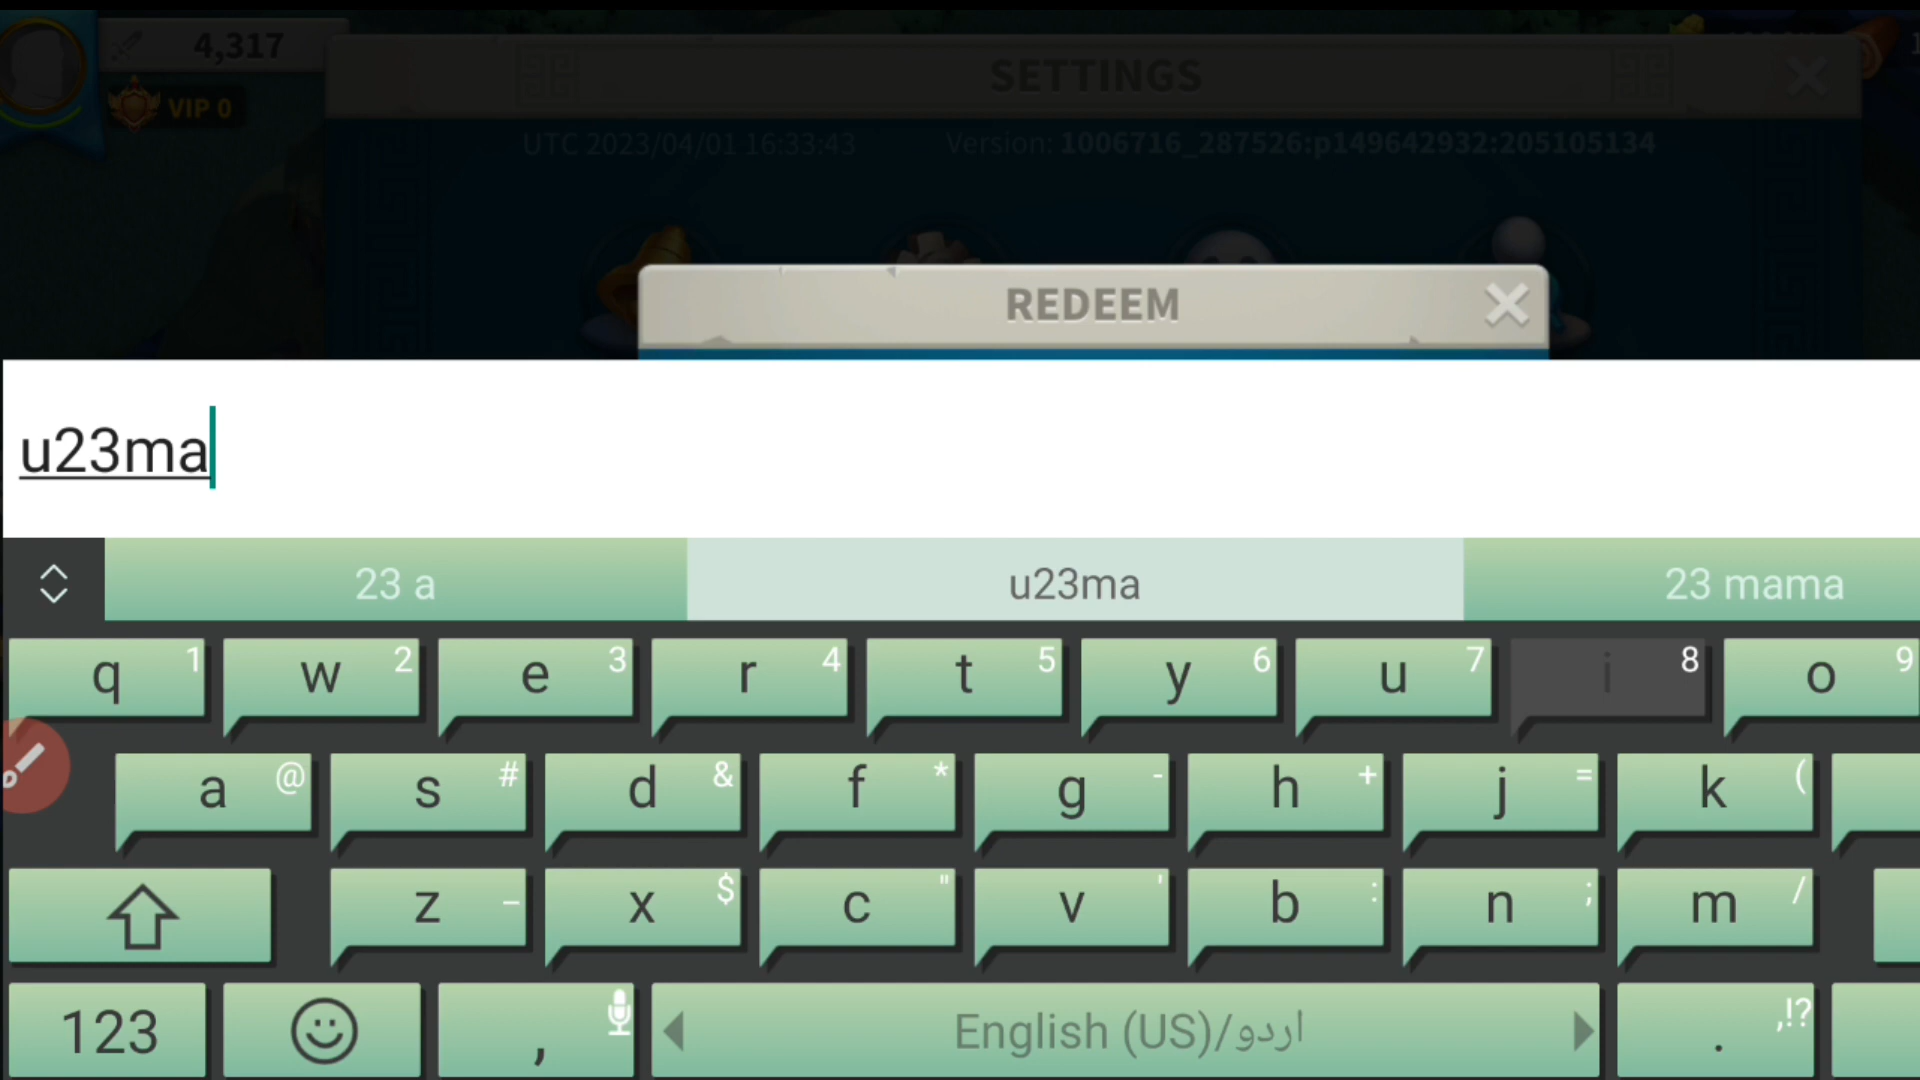 4,317
VIP 0
SETTINGS
UTC 2023/04/01 16:33:43 Version: 1006716_287526:p149642932:205105134
REDEEM
u23ma
23 a u23ma 23 mama
q 1 w 2 e 3 r 4 t 5 y 6 u 7 i 8 o 9
a @ s # d & f * g - h + j = k (
z _ x $ c " v ' b : n ; m /
123 , English (US)/اردو . ,!?